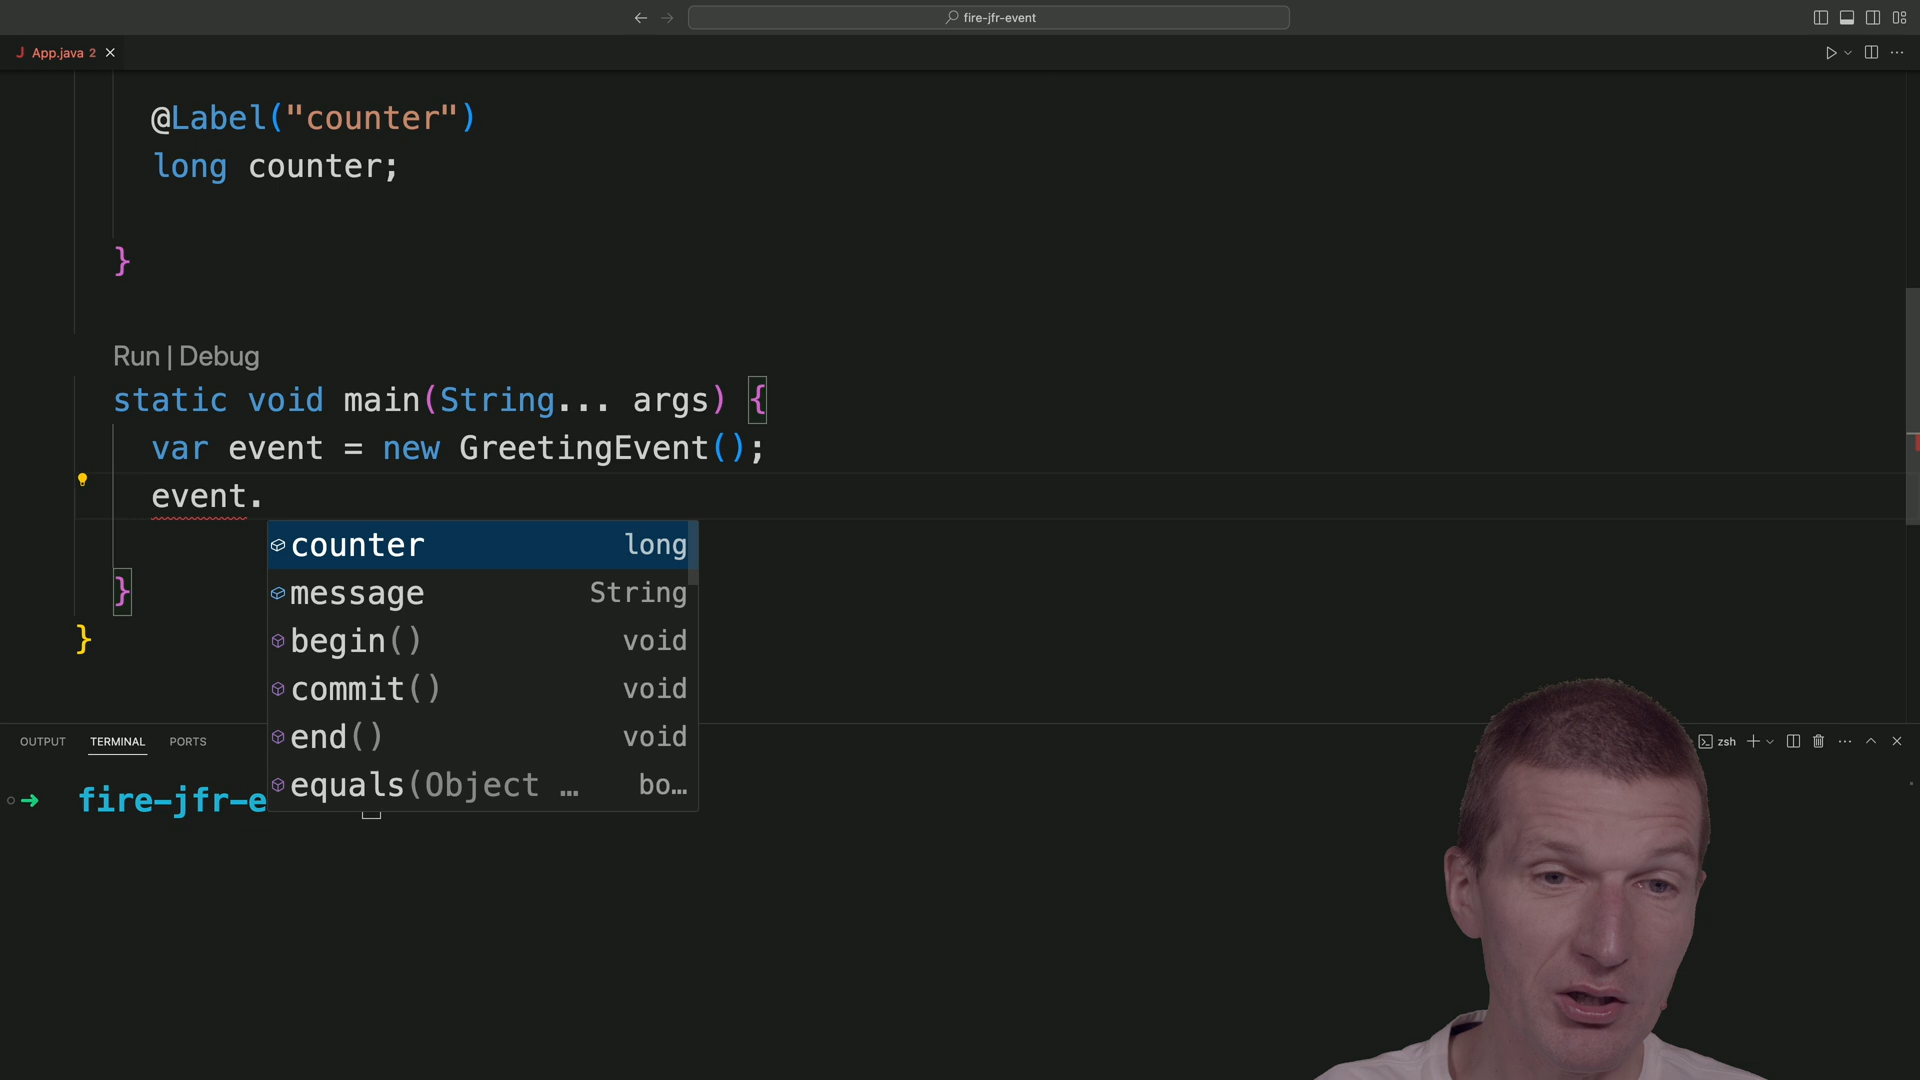 fire-jfr-event
J App.java 2
@Label("counter")
long counter;
}
Run | Debug
static void main(String... args) {
var event = new GreetingEvent();
event.
counter long
message String
begin() void
commit() void
end() void
equals(Object ... bo...
}
}
OUTPUT TERMINAL PORTS
zsh
fire-jfr-e